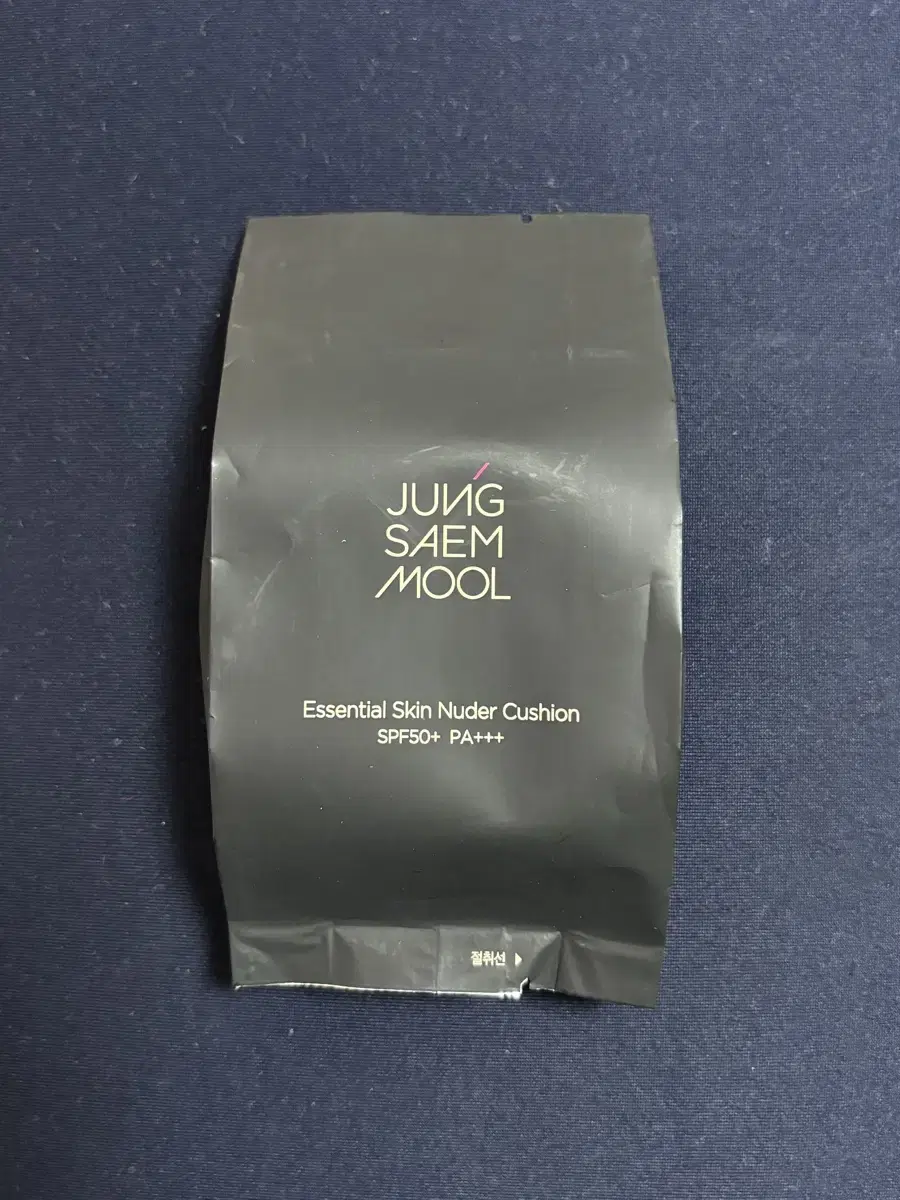 JUNG
SAEM
MOOL
Essential Skin Nuder Cushion
SPF50+ PA+++
절취선 ▶